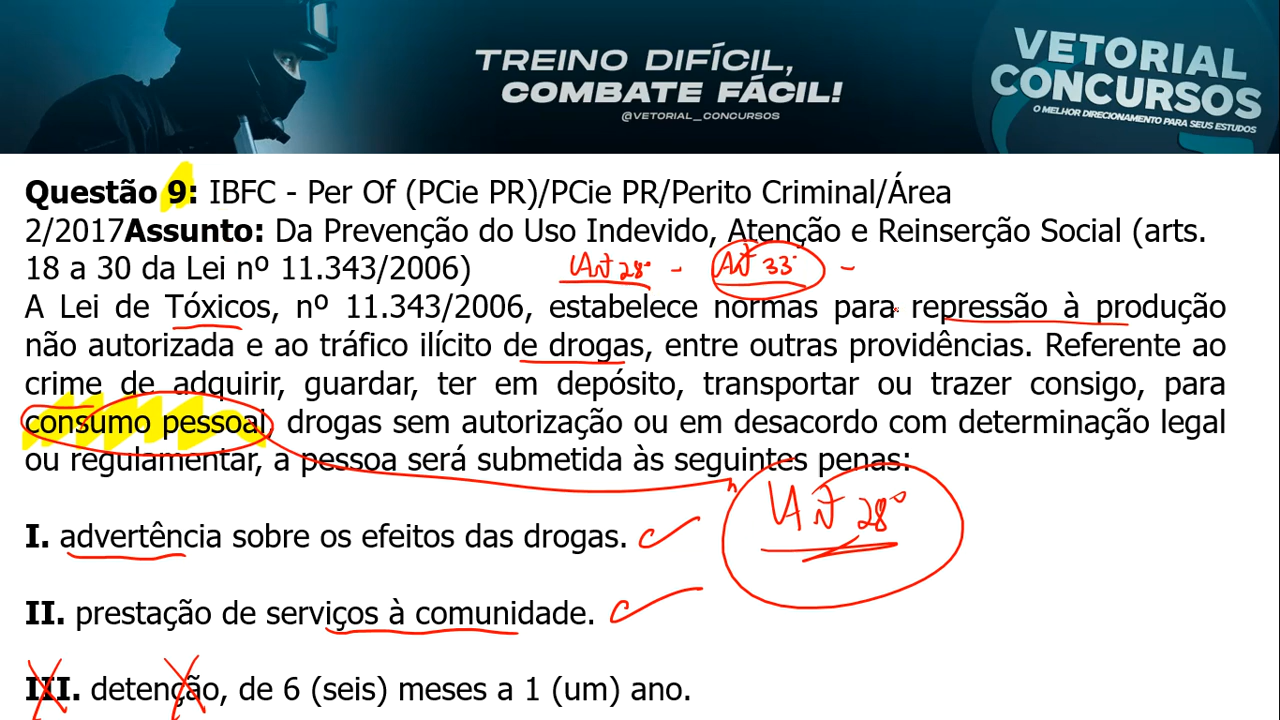 TREINO DIFÍCIL,
COMBATE FÁCIL!
@VETORIAL_CONCURSOS
VETORIAL
CONCURSOS
O MELHOR DIRECIONAMENTO PARA SEUS ESTUDOS
Questão 9: IBFC - Per Of (PCie PR)/PCie PR/Perito Criminal/Área
2/2017Assunto: Da Prevenção do Uso Indevido, Atenção e Reinserção Social (arts.
18 a 30 da Lei nº 11.343/2006)
Art 28° - Art 33° -
A Lei de Tóxicos, nº 11.343/2006, estabelece normas para repressão à produção
não autorizada e ao tráfico ilícito de drogas, entre outras providências. Referente ao
crime de adquirir, guardar, ter em depósito, transportar ou trazer consigo, para
consumo pessoal, drogas sem autorização ou em desacordo com determinação legal
ou regulamentar, a pessoa será submetida às seguintes penas:
Art 28°
I. advertência sobre os efeitos das drogas.
II. prestação de serviços à comunidade.
III. detenção, de 6 (seis) meses a 1 (um) ano.